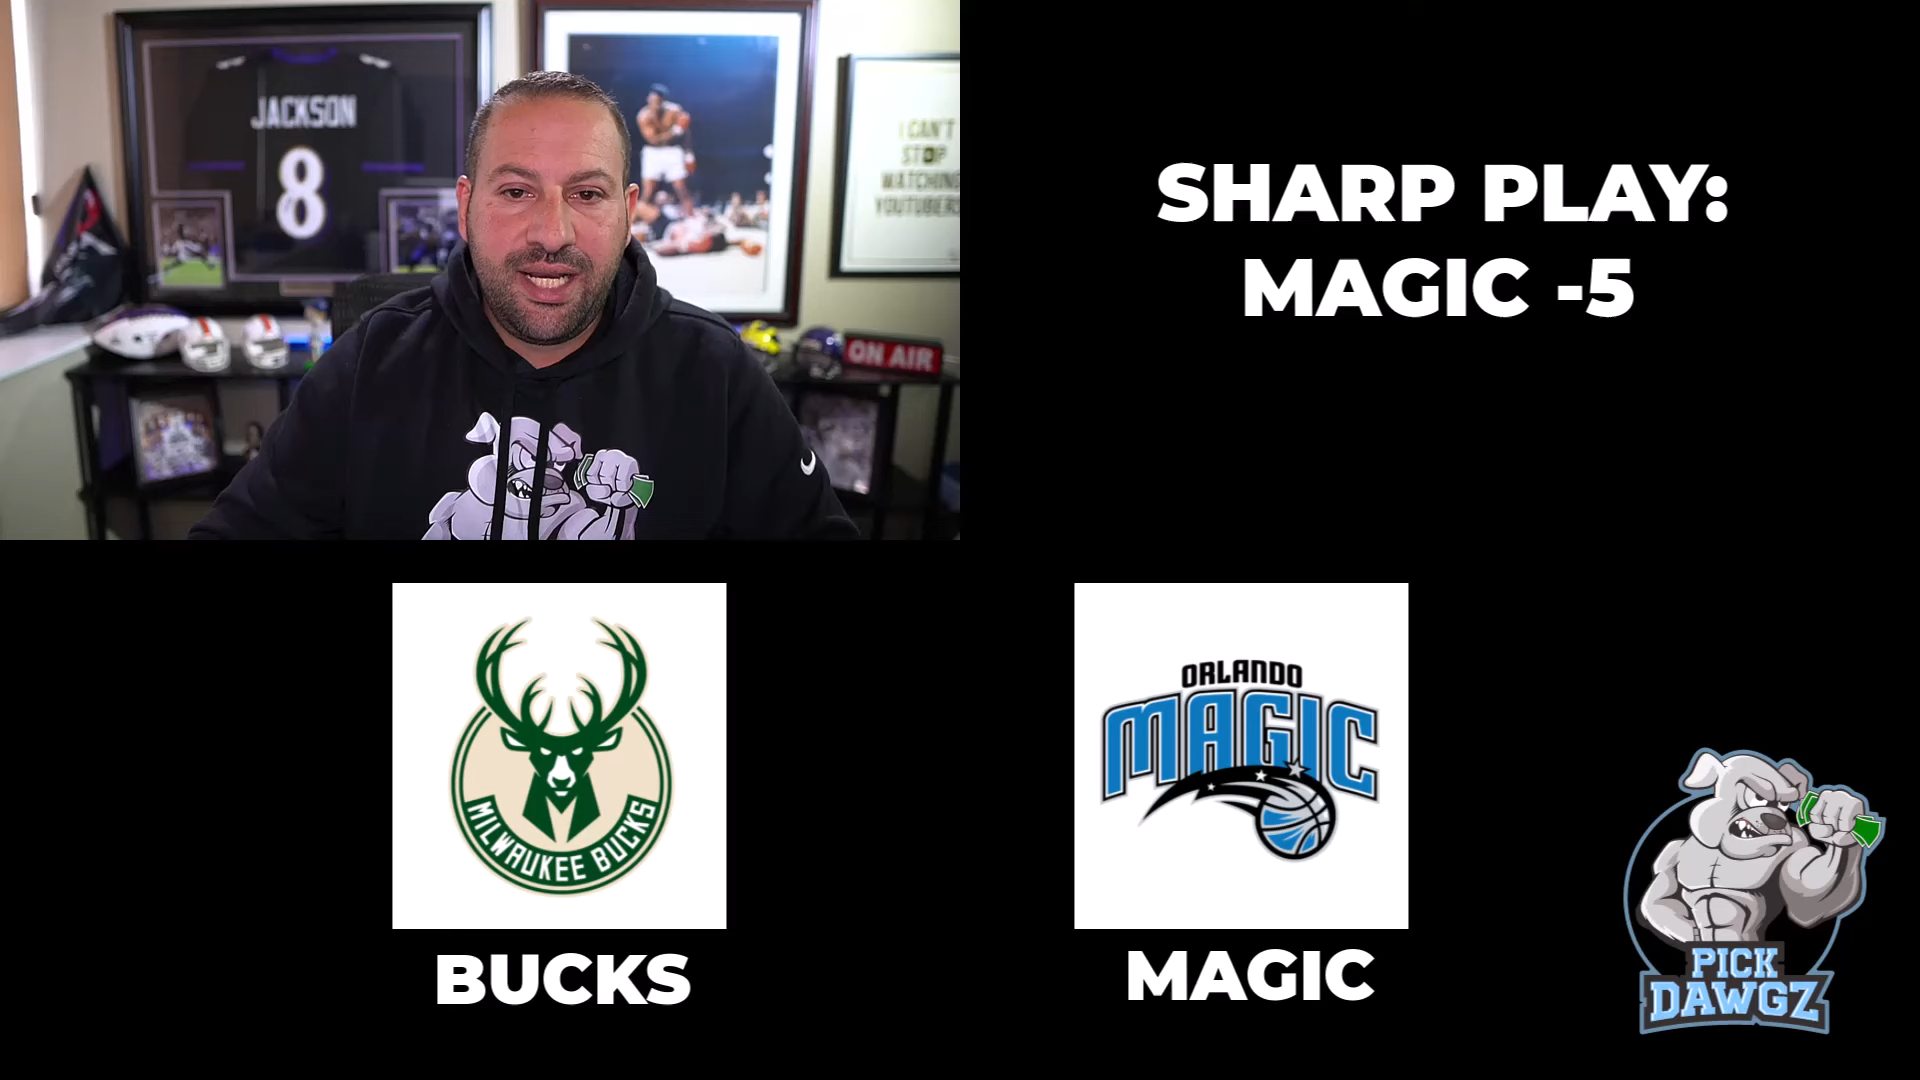 JACKSON
8
I CAN'T
STOP
WATCHING
YOUTUBERS
ON AIR
SHARP PLAY:
MAGIC -5
MILWAUKEE BUCKS
ORLANDO
MAGIC
BUCKS
MAGIC
PICK
DAWGZ